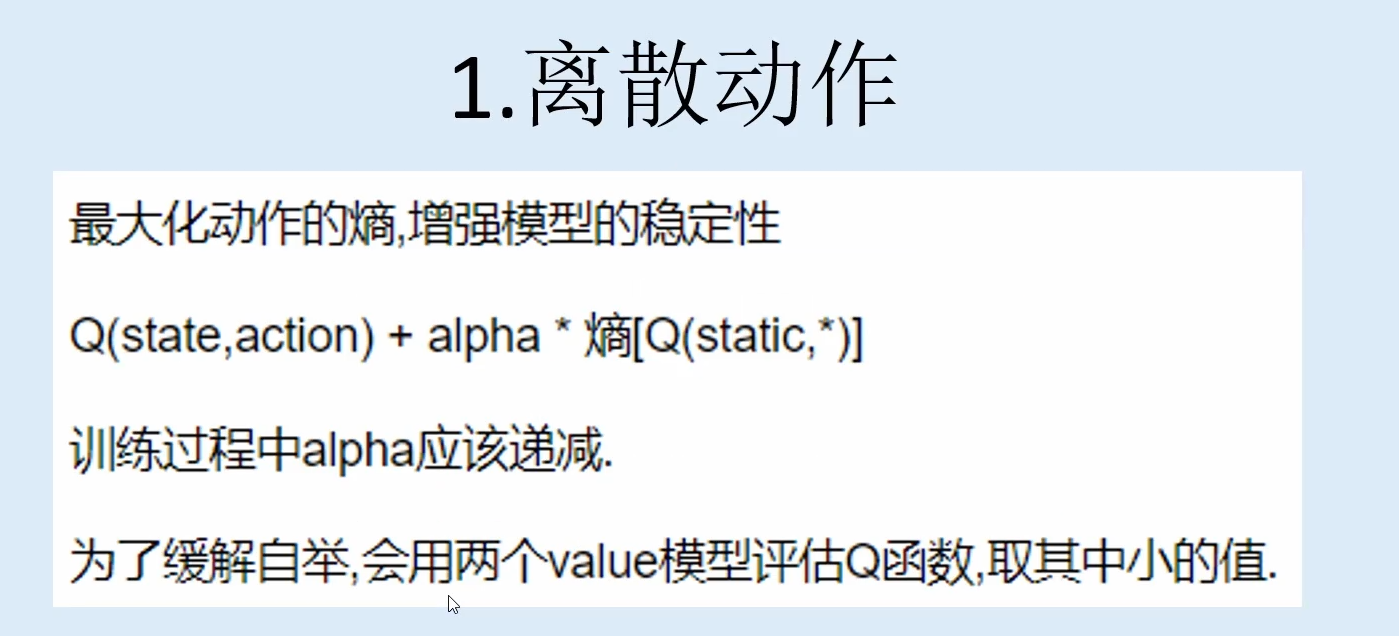 1.离散动作
最大化动作的熵,增强模型的稳定性
Q(state,action) + alpha * 熵[Q(static,*)]
训练过程中alpha应该递减.
为了缓解自举,会用两个value模型评估Q函数,取其中小的值.